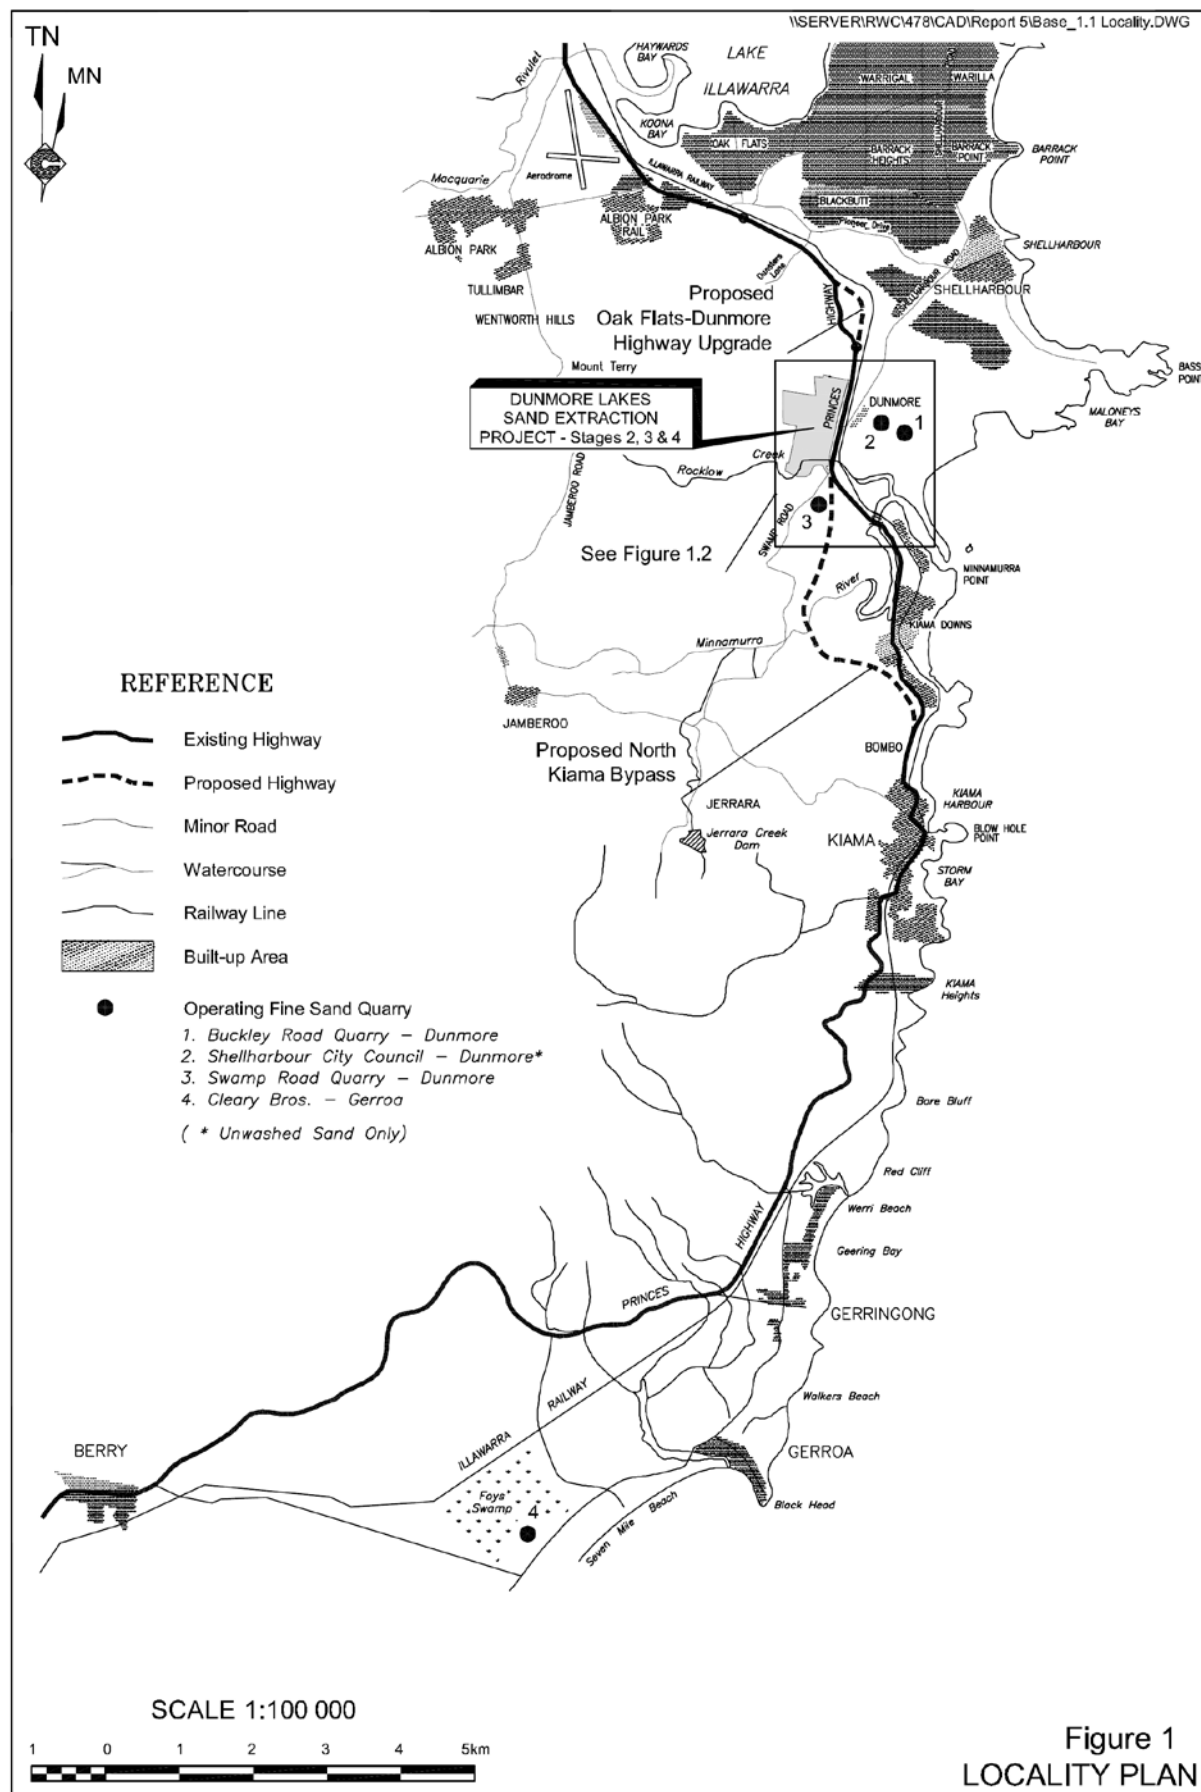 \\SERVER\RWC\478\CAD\Report 5\Base_1.1 Locality.DWG
TN
MN
HAYWARDS
BAY
LAKE
ILLAWARRA
Rivulet
KOONA
BAY
WARRIGAL
WARILLA
OAK FLATS
BARRACK
HEIGHTS
BARRACK
POINT
BARRACK
POINT
Aerodrome
Macquarie
ILLAWARRA RAILWAY
BLACKBUTT
Pioneer Drive
ALBION PARK
ALBION PARK
RAIL
SHELLHARBOUR
SHELLHARBOUR ROAD
SHELLHARBOUR
Dunsters
Lane
TULLIMBAR
WENTWORTH HILLS
Proposed
Oak Flats-Dunmore
Highway Upgrade
HIGHWAY
Mount Terry
BASS
POINT
MALONEYS
BAY
DUNMORE LAKES
SAND EXTRACTION
PROJECT - Stages 2, 3 & 4
PRINCES
DUNMORE
1
2
Rocklow
Creek
JAMBEROO ROAD
3
SWAMP ROAD
See Figure 1.2
MINNAMURRA
POINT
River
Minnamurra
KIAMA DOWNS
REFERENCE
Existing Highway
Proposed Highway
Minor Road
Watercourse
Railway Line
Built-up Area
Operating Fine Sand Quarry
1. Buckley Road Quarry – Dunmore
2. Shellharbour City Council – Dunmore*
3. Swamp Road Quarry – Dunmore
4. Cleary Bros. – Gerroa
( * Unwashed Sand Only)
JAMBEROO
Proposed North
Kiama Bypass
BOMBO
JERRARA
Jerrara Creek
Dam
KIAMA
HARBOUR
KIAMA
BLOW HOLE
POINT
STORM
BAY
KIAMA
Heights
Bare Bluff
Red Cliff
Werri Beach
Geering Bay
HIGHWAY
PRINCES
GERRINGONG
Walkers Beach
ILLAWARRA
RAILWAY
GERROA
BERRY
Foys
Swamp
4
Black Head
Seven Mile Beach
SCALE 1:100 000
1 0 1 2 3 4 5km
Figure 1
LOCALITY PLAN